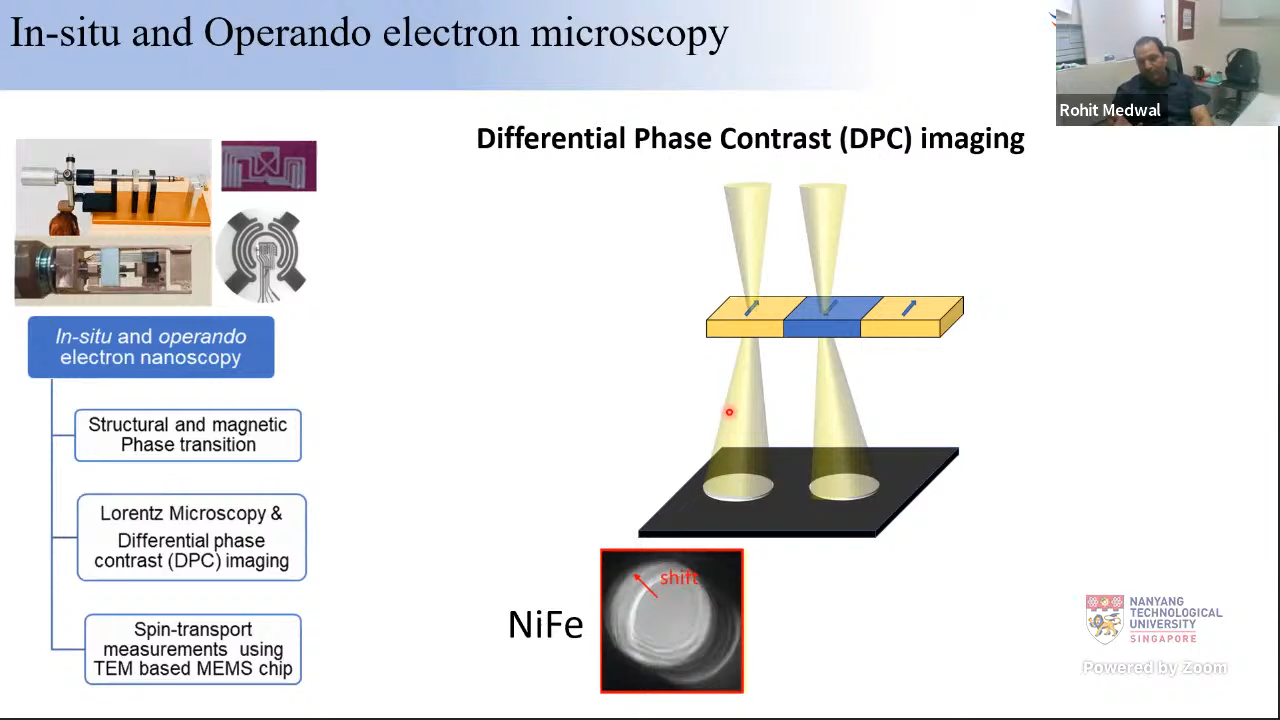 In-situ and Operando electron microscopy
Rohit Medwal
Differential Phase Contrast (DPC) imaging
In-situ and operando
electron nanoscopy
Structural and magnetic
Phase transition
Lorentz Microscopy &
Differential phase
contrast (DPC) imaging
Spin-transport
measurements using
TEM based MEMS chip
shift
NiFe
NANYANG
TECHNOLOGICAL
UNIVERSITY
SINGAPORE
Powered by Zoom